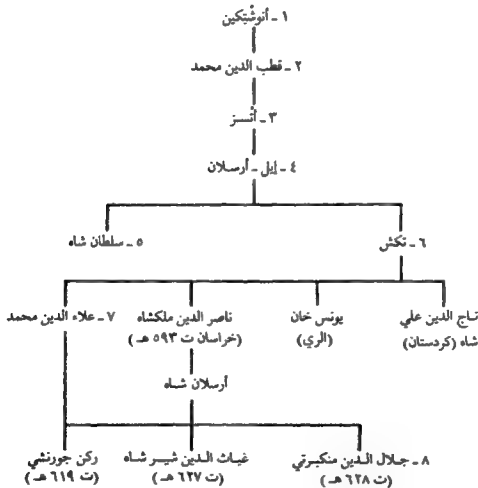 ١ ـ أنوشتكين
٢ ـ قطب الدين محمد
٣ ـ أتسز
٤ ـ إيل ـ أرسلان
٦ ـ تكش
٥ ـ سلطان شاه
تاج الدين علي
شاه (كردستان)
يونس خان
(الري)
ناصر الدين ملكشاه
(خراسان ت ٥٩٣ هـ)
٧ ـ علاء الدين محمد
أرسلان شاه
٨ ـ جلال الدين منكبرتي
(ت ٦٢٨ هـ)
غياث الدين شير شاه
(ت ٦٢٧ هـ)
ركن جورنشي
(ت ٦١٩ هـ)